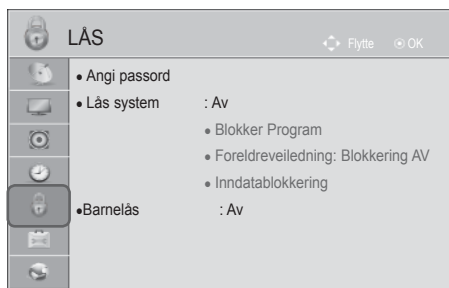 LÅS
Flytte OK
• Angi passord
• Lås system : Av
• Blokker Program
• Foreldreveiledning: Blokkering AV
• Inndatablokkering
•Barnelås : Av